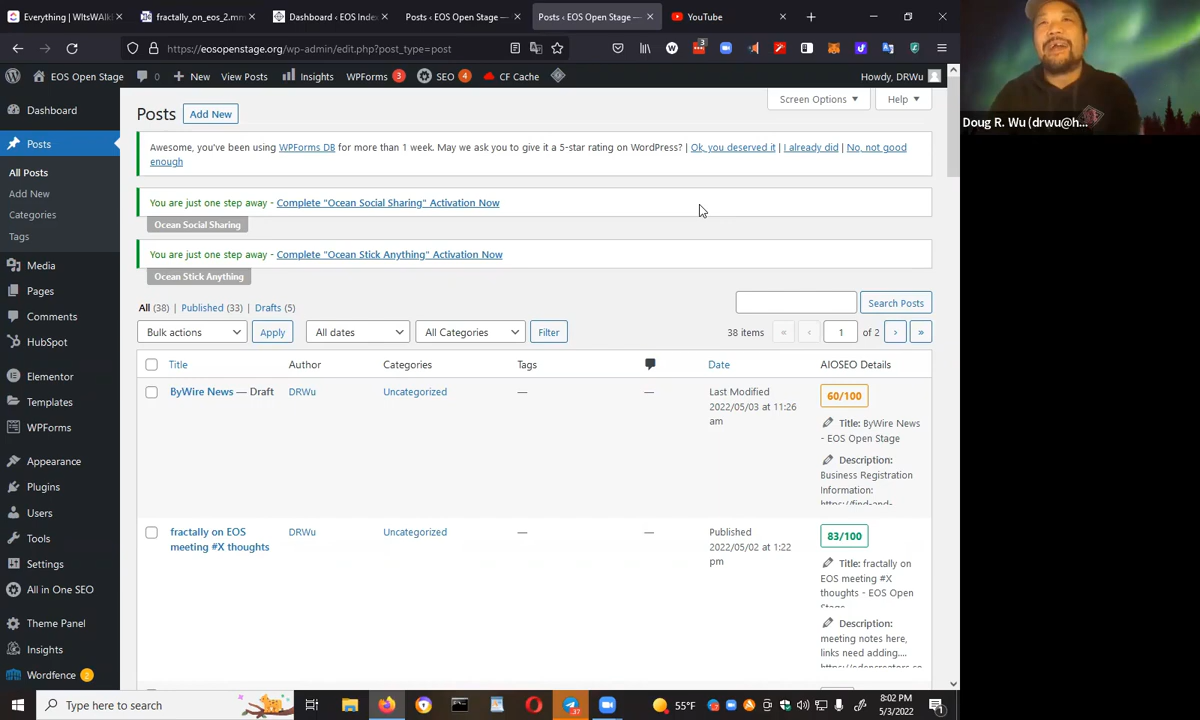 Everything | WItsWALKI
fractally_on_eos_2.mm
Dashboard ‹ EOS Index
Posts ‹ EOS Open Stage —
Posts ‹ EOS Open Stage —
YouTube
https://eosopenstage.org/wp-admin/edit.php?post_type=post
3
EOS Open Stage
New
View Posts
Insights
WPForms 3
SEO 4
CF Cache
Howdy, DRWu
Doug R. Wu (drwu@h...
Dashboard
Posts
All Posts
Add New
Categories
Tags
Media
Pages
Comments
HubSpot
Elementor
Templates
WPForms
Appearance
Plugins
Users
Tools
Settings
All in One SEO
Theme Panel
Insights
Wordfence 2
Posts
Add New
Screen Options
Help
Awesome, you've been using WPForms DB for more than 1 week. May we ask you to give it a 5-star rating on WordPress? | Ok, you deserved it | I already did | No, not good
enough
You are just one step away - Complete "Ocean Social Sharing" Activation Now
Ocean Social Sharing
You are just one step away - Complete "Ocean Stick Anything" Activation Now
Ocean Stick Anything
All (38) | Published (33) | Drafts (5)
Search Posts
Bulk actions
Apply
All dates
All Categories
Filter
38 items « ‹ 1 of 2 › »
Title
Author
Categories
Tags
Date
AIOSEO Details
ByWire News — Draft
DRWu
Uncategorized
—
—
Last Modified
2022/05/03 at 11:26
am
60/100
Title: ByWire News
- EOS Open Stage
Description:
Business Registration
Information:
https://find-and-
fractally on EOS
meeting #X thoughts
DRWu
Uncategorized
—
—
Published
2022/05/02 at 1:22
pm
83/100
Title: fractally on
EOS meeting #X
thoughts - EOS Open
Stage
Description:
meeting notes here,
links need adding....
Type here to search
37
55°F
8:02 PM
5/3/2022
1